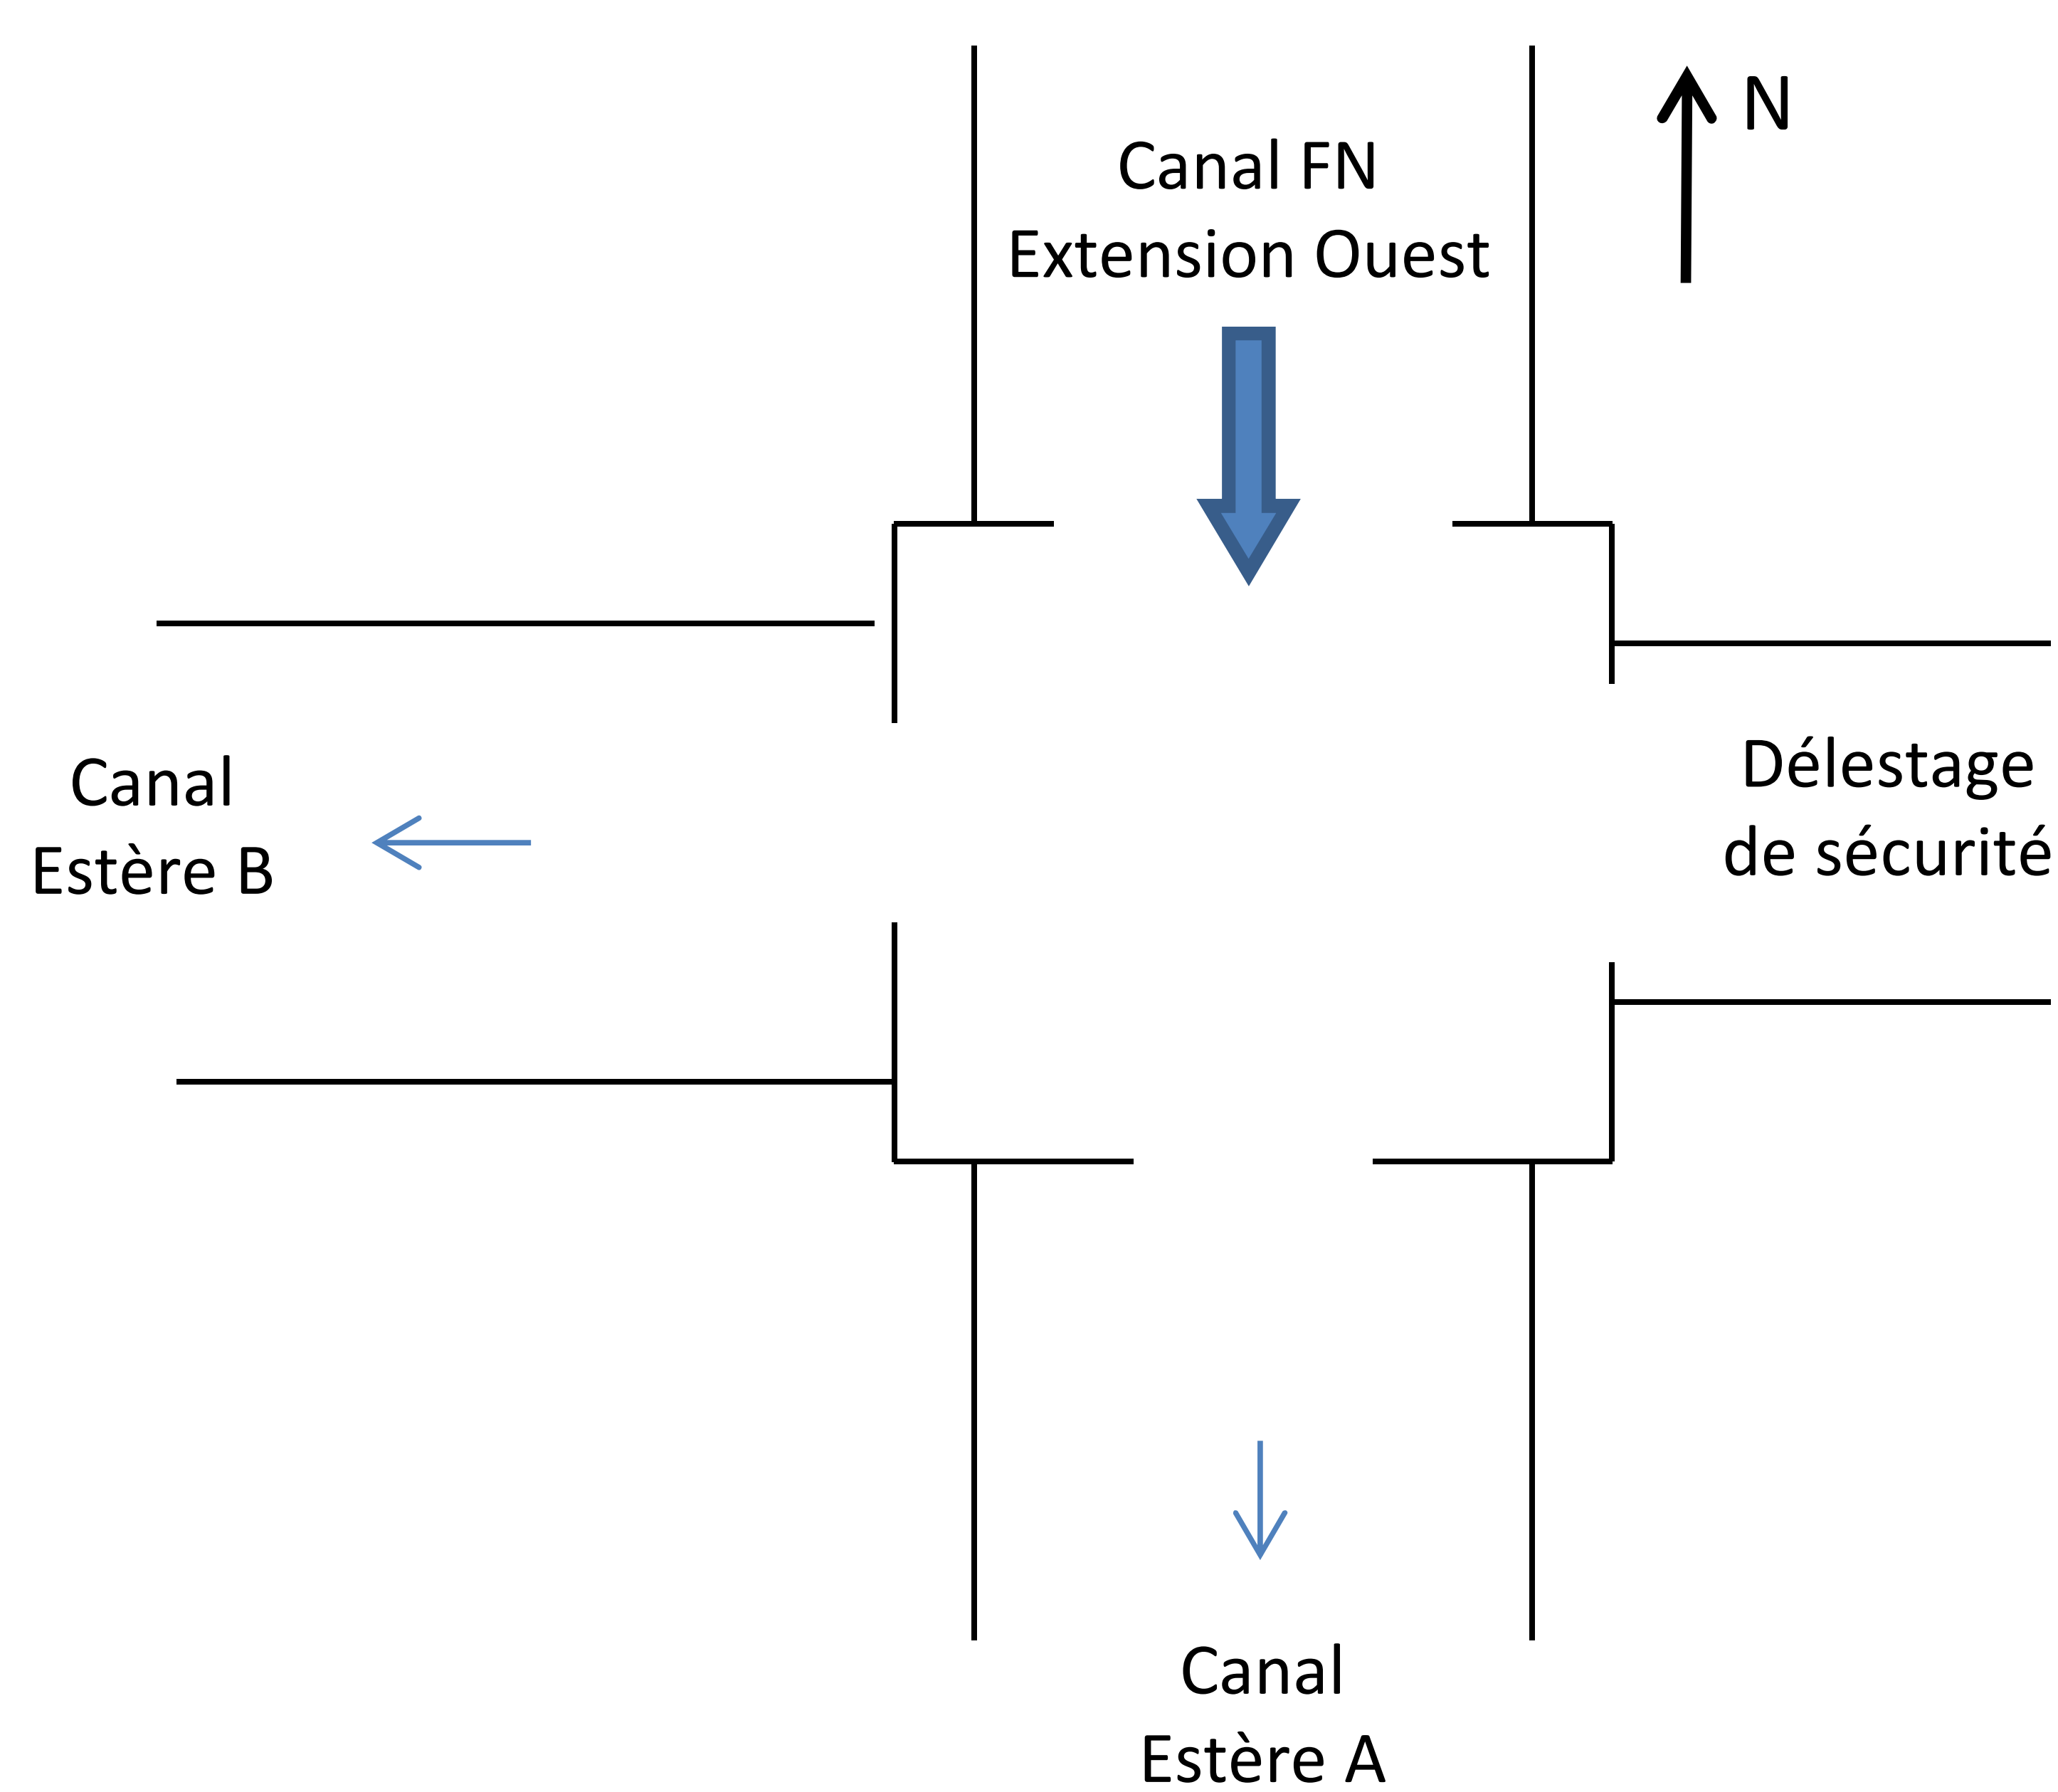 N
Canal FN
Extension Ouest
Canal
Estère B
Délestage
de sécurité
Canal
Estère A